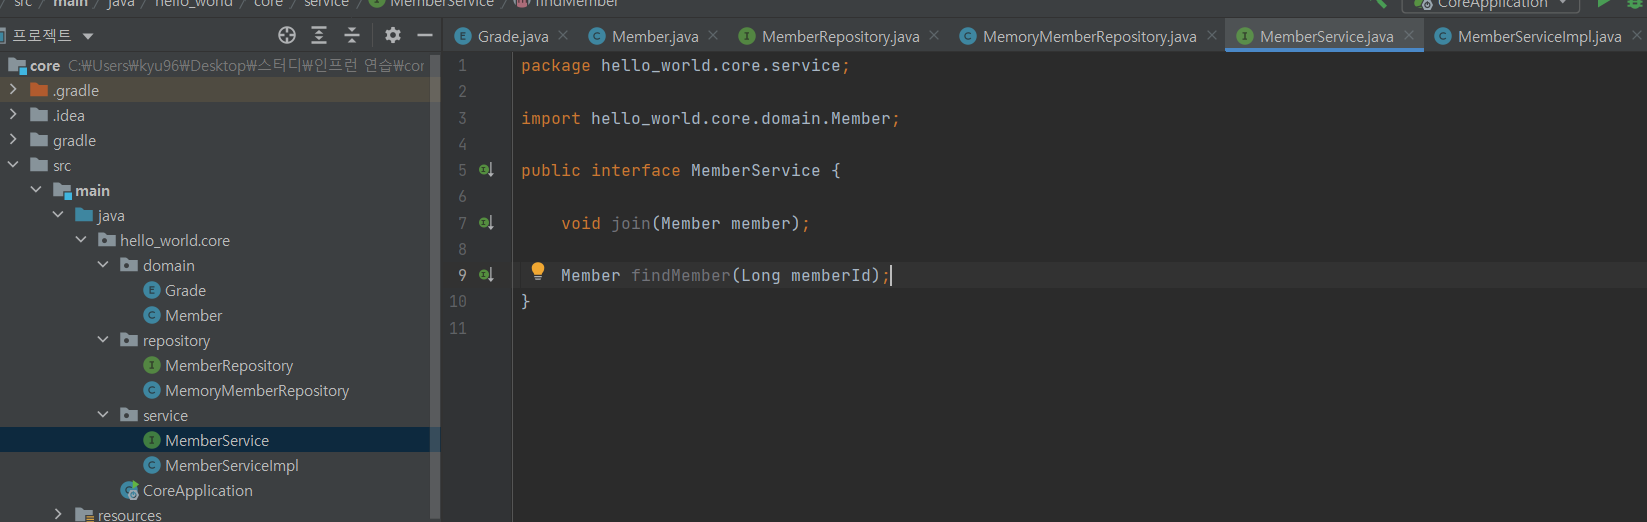 src / main / java / hello_world / core / service / MemberService / findMember
CoreApplication
프로젝트
Grade.java
Member.java
MemberRepository.java
MemoryMemberRepository.java
MemberService.java
MemberServiceImpl.java
core C:₩Users₩kyu96₩Desktop₩스터디₩인프런 연습₩cor
.gradle
.idea
gradle
src
main
java
hello_world.core
domain
Grade
Member
repository
MemberRepository
MemoryMemberRepository
service
MemberService
MemberServiceImpl
CoreApplication
resources
1 package hello_world.core.service;
2
3 import hello_world.core.domain.Member;
4
5 public interface MemberService {
6
7 void join(Member member);
8
9 Member findMember(Long memberId);
10 }
11